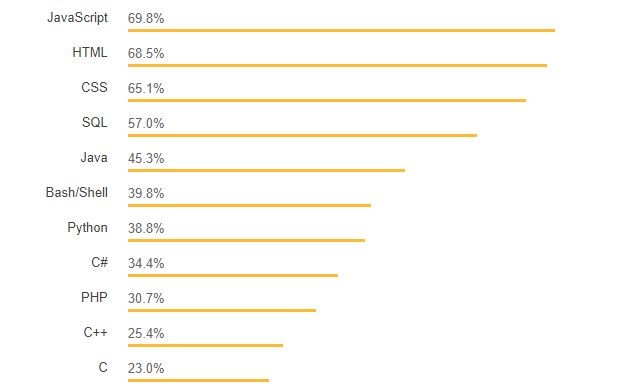 JavaScript 69.8%
HTML 68.5%
CSS 65.1%
SQL 57.0%
Java 45.3%
Bash/Shell 39.8%
Python 38.8%
C# 34.4%
PHP 30.7%
C++ 25.4%
C 23.0%